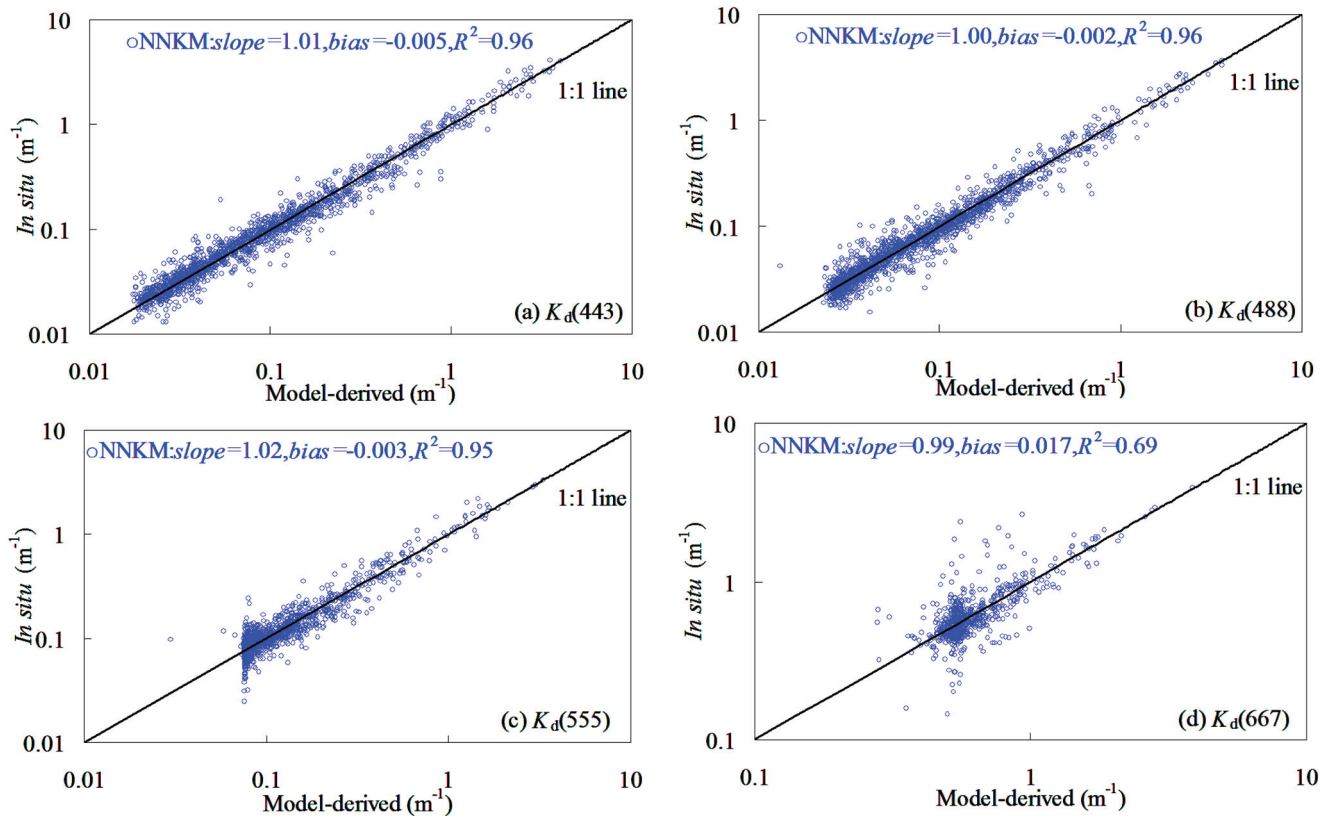 NNKM:slope=1.01,bias=-0.005,R²=0.96
1:1 line
(a) Kd(443)
In situ (m⁻¹)
10
1
0.1
0.01
0.01
0.1
1
10
Model-derived (m⁻¹)
NNKM:slope=1.00,bias=-0.002,R²=0.96
1:1 line
(b) Kd(488)
In situ (m⁻¹)
10
1
0.1
0.01
0.01
0.1
1
10
Model-derived (m⁻¹)
NNKM:slope=1.02,bias=-0.003,R²=0.95
1:1 line
(c) Kd(555)
In situ (m⁻¹)
10
1
0.1
0.01
0.01
0.1
1
10
Model-derived (m⁻¹)
NNKM:slope=0.99,bias=0.017,R²=0.69
1:1 line
(d) Kd(667)
In situ (m⁻¹)
10
1
0.1
0.1
1
10
Model-derived (m⁻¹)